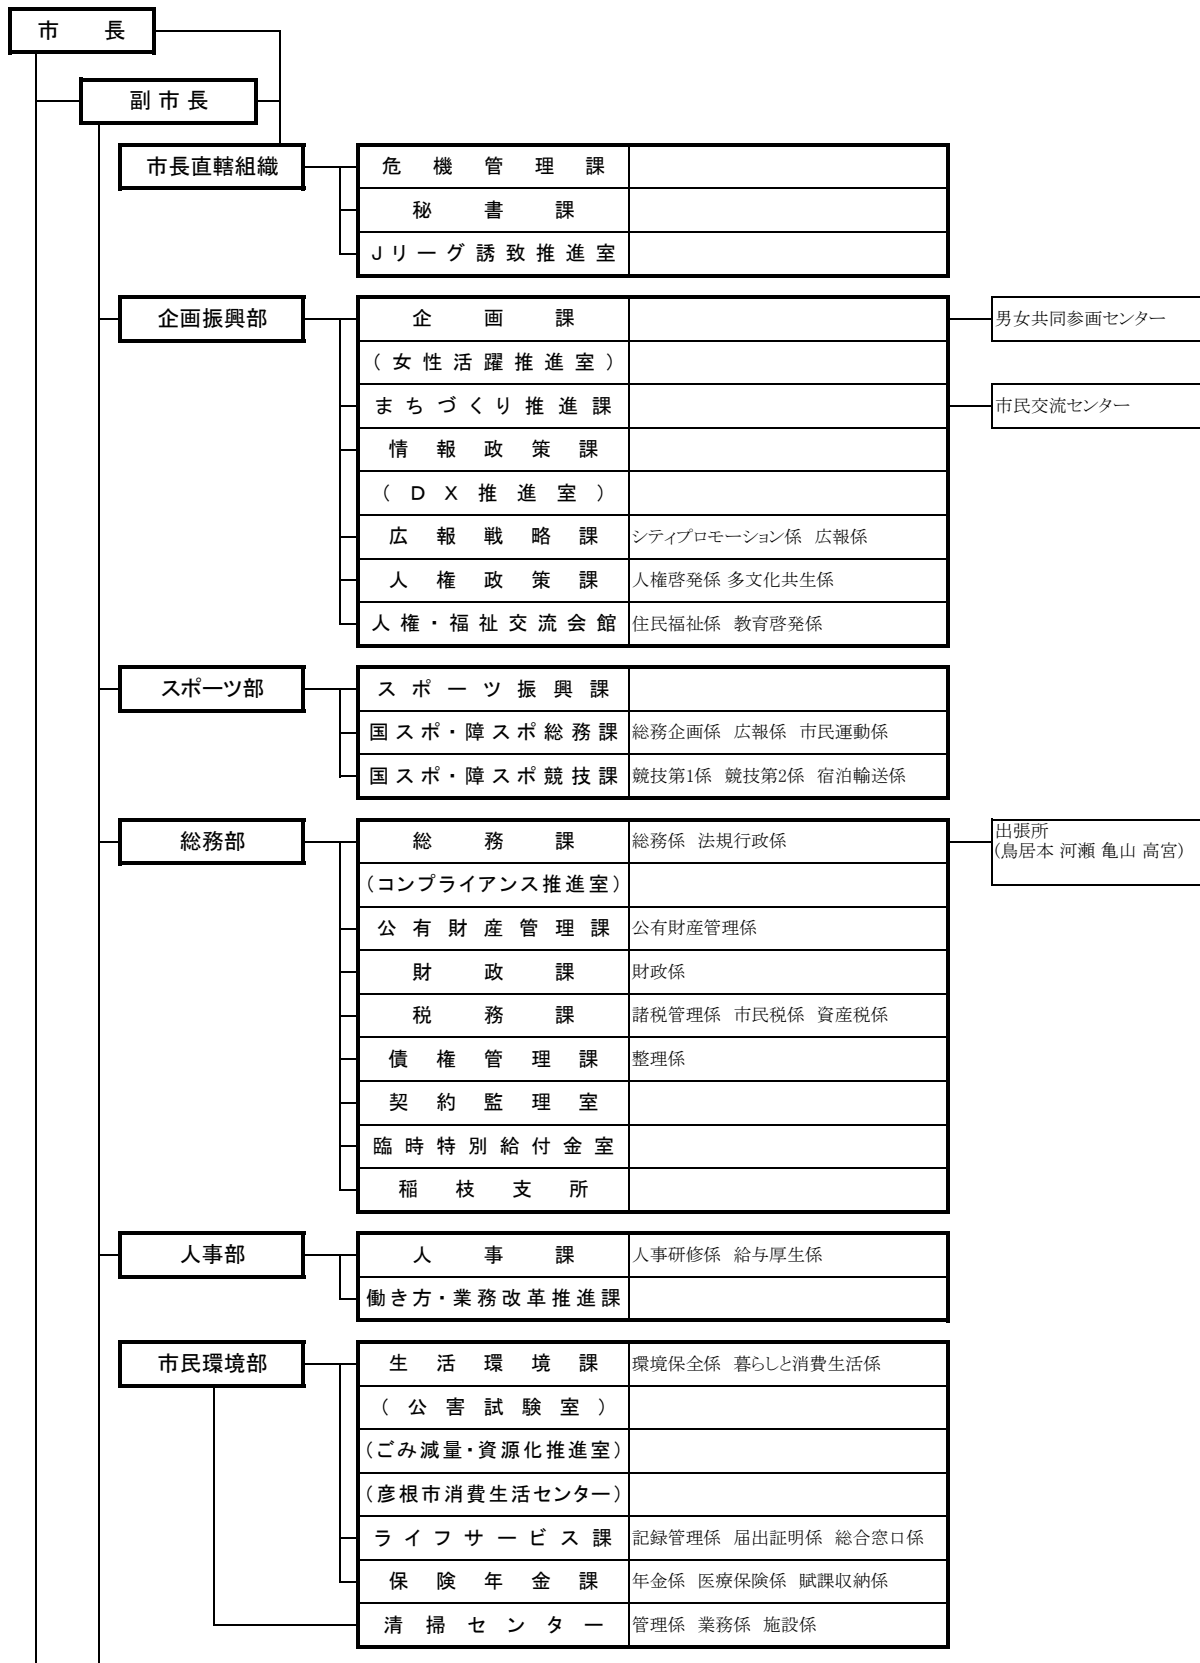 市長
副市長
市長直轄組織
危機管理課
秘書課
Jリーグ誘致推進室
企画振興部
企画課
男女共同参画センター
(女性活躍推進室)
まちづくり推進課
市民交流センター
情報政策課
(DX推進室)
広報戦略課
シティプロモーション係 広報係
人権政策課
人権啓発係 多文化共生係
人権・福祉交流会館
住民福祉係 教育啓発係
スポーツ部
スポーツ振興課
国スポ・障スポ総務課
総務企画係 広報係 市民運動係
国スポ・障スポ競技課
競技第1係 競技第2係 宿泊輸送係
総務部
総務課
総務係 法規行政係
出張所
(鳥居本 河瀬 亀山 高宮)
(コンプライアンス推進室)
公有財産管理課
公有財産管理係
財政課
財政係
税務課
諸税管理係 市民税係 資産税係
債権管理課
整理係
契約監理室
臨時特別給付金室
稲枝支所
人事部
人事課
人事研修係 給与厚生係
働き方・業務改革推進課
市民環境部
生活環境課
環境保全係 暮らしと消費生活係
(公害試験室)
(ごみ減量・資源化推進室)
(彦根市消費生活センター)
ライフサービス課
記録管理係 届出証明係 総合窓口係
保険年金課
年金係 医療保険係 賦課収納係
清掃センター
管理係 業務係 施設係